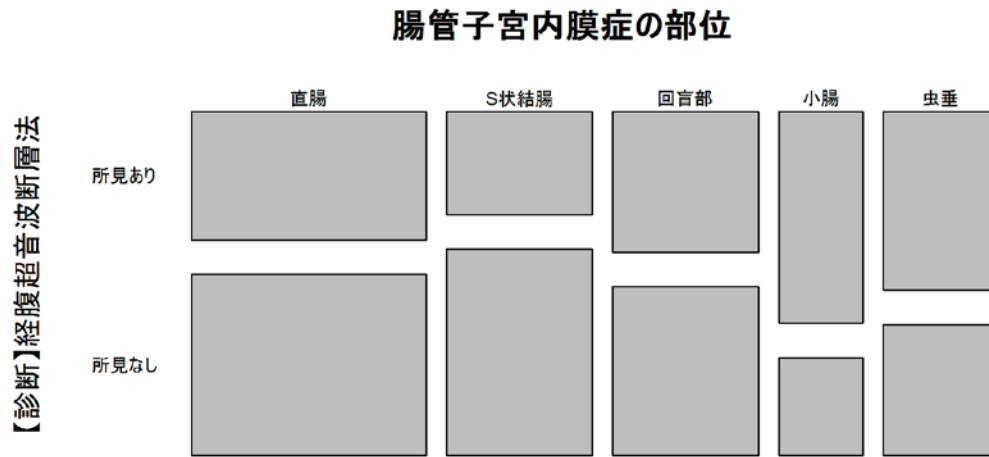 腸管子宮内膜症の部位
直腸
S状結腸
回盲部
小腸
虫垂
所見あり
所見なし
【診断】経腹超音波断層法